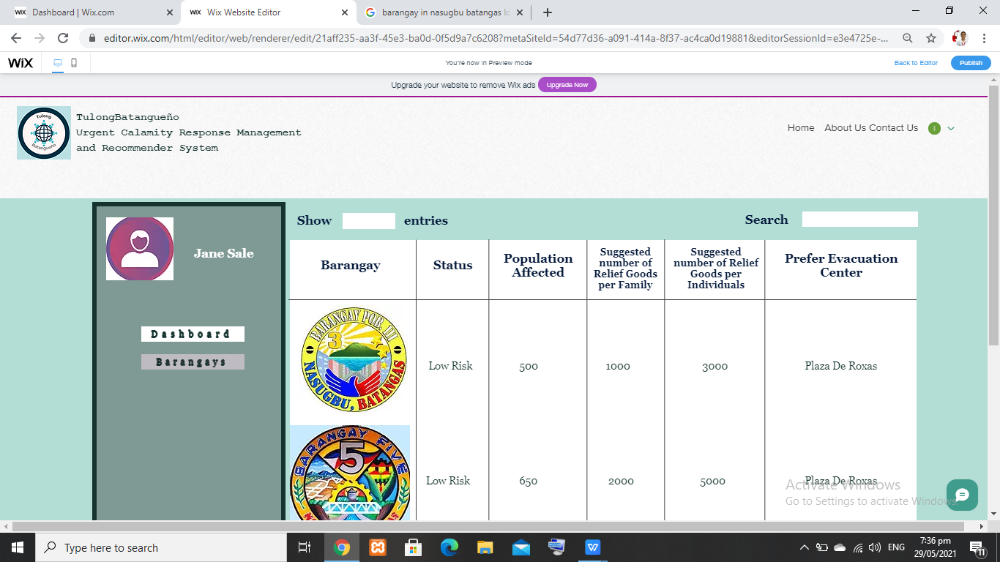 Dashboard | Wix.com
Wix Website Editor
barangay in nasugbu batangas lo
editor.wix.com/html/editor/web/renderer/edit/21aff235-aa3f-45e3-ba0d-0f5d9a7c6208?metaSiteId=54d77d36-a091-414a-8f37-ac4ca0d19881&editorSessionId=e3e4725e-...
WiX
You're now in Preview mode
Back to Editor
Publish
Upgrade your website to remove Wix ads
Upgrade Now
Tulong
Batangueño
TulongBatangueño
Urgent Calamity Response Management
and Recommender System
Home
About Us
Contact Us
Jane Sale
Dashboard
Barangays
Show
entries
Search
Barangay
Status
Population
Affected
Suggested
number of
Relief Goods
per Family
Suggested
number of Relief
Goods per
Individuals
Prefer Evacuation
Center
BARANGAY POB. III
3
NASUGBU, BATANGAS
Low Risk
500
1000
3000
Plaza De Roxas
BARANGAY FIVE
5
Low Risk
650
2000
5000
Plaza De Roxas
Activate Windows
Go to Settings to activate Windows.
Type here to search
ENG
7:36 pm
29/05/2021
11